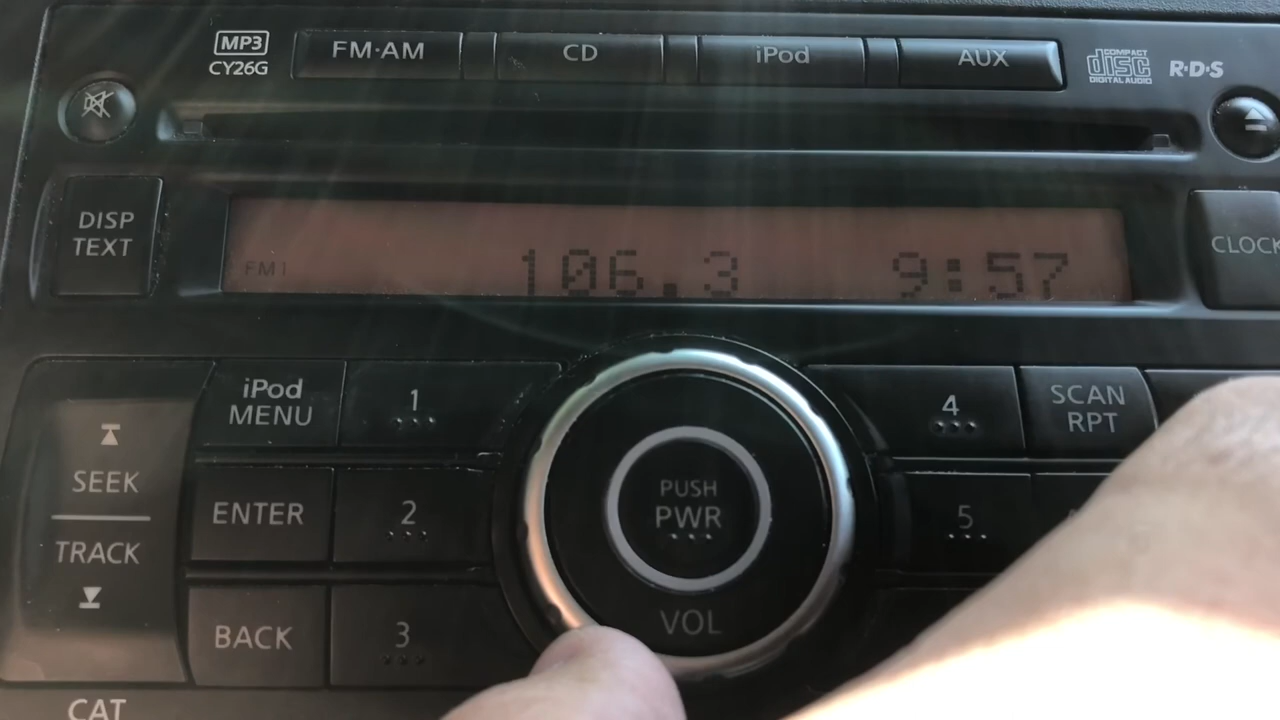 MP3
CY26G
FM·AM
CD
iPod
AUX
COMPACT
disc
DIGITAL AUDIO
R·D·S
DISP
TEXT
FM1
106.3
9:57
CLOCK
SEEK
TRACK
iPod
MENU
1
ENTER
2
BACK
3
PUSH
PWR
VOL
4
SCAN
RPT
5
CAT